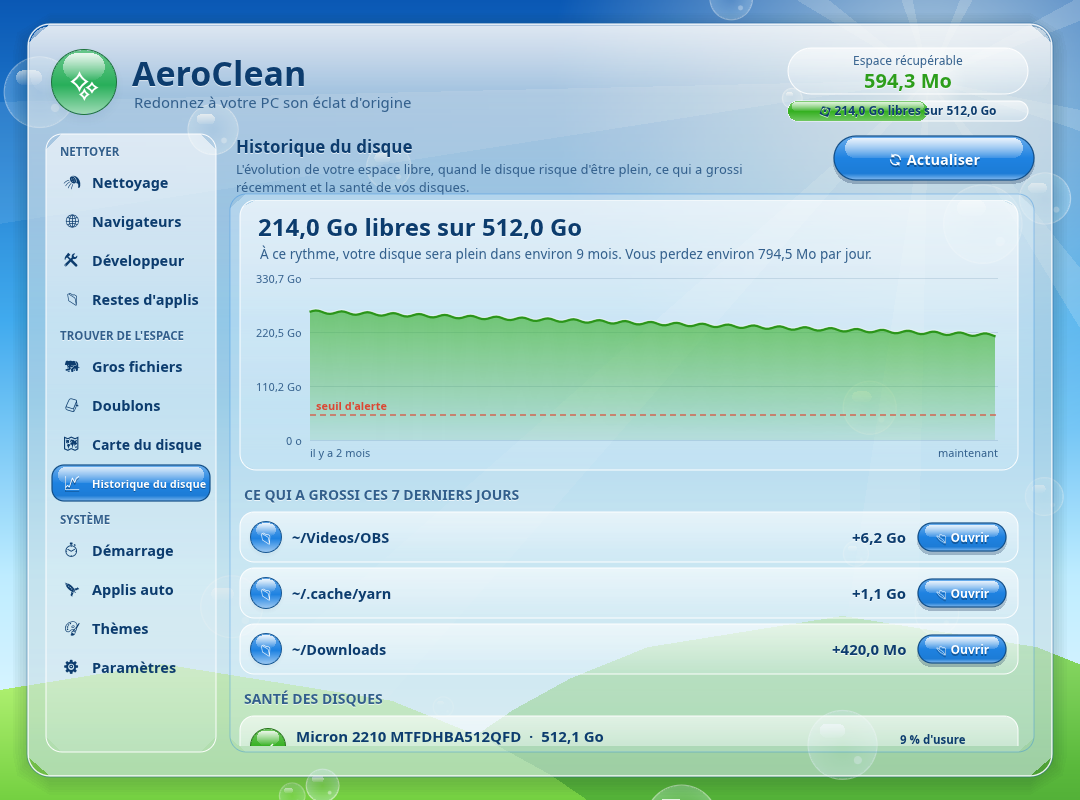 AeroClean
Redonnez à votre PC son éclat d'origine
Espace récupérable
594,3 Mo
214,0 Go libres sur 512,0 Go
NETTOYER
Nettoyage
Navigateurs
Développeur
Restes d'applis
TROUVER DE L'ESPACE
Gros fichiers
Doublons
Carte du disque
Historique du disque
SYSTÈME
Démarrage
Applis auto
Thèmes
Paramètres
Historique du disque
L'évolution de votre espace libre, quand le disque risque d'être plein, ce qui a grossi
récemment et la santé de vos disques.
Actualiser
214,0 Go libres sur 512,0 Go
À ce rythme, votre disque sera plein dans environ 9 mois. Vous perdez environ 794,5 Mo par jour.
330,7 Go
220,5 Go
110,2 Go
seuil d'alerte
0 o
il y a 2 mois
maintenant
CE QUI A GROSSI CES 7 DERNIERS JOURS
~/Videos/OBS
+6,2 Go
Ouvrir
~/.cache/yarn
+1,1 Go
Ouvrir
~/Downloads
+420,0 Mo
Ouvrir
SANTÉ DES DISQUES
Micron 2210 MTFDHBA512QFD · 512,1 Go
9 % d'usure